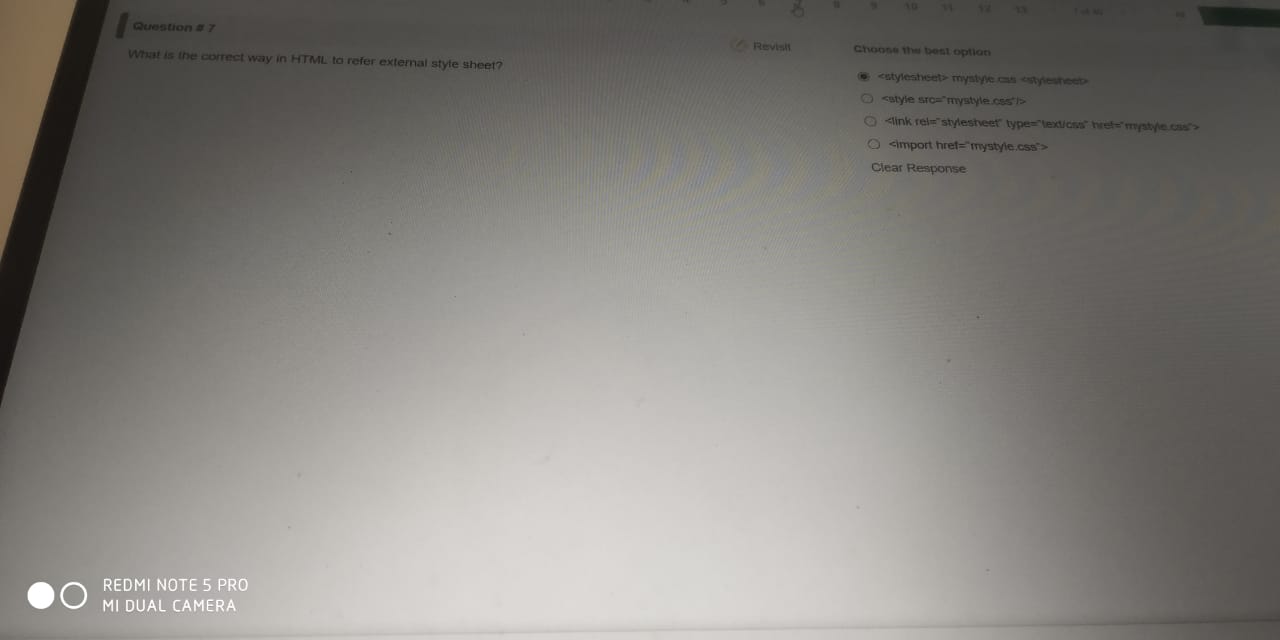 8 9 10 11 12 13
Question # 7
Revisit
Choose the best option
What is the correct way in HTML to refer external style sheet?
<stylesheet> mystyle.css <stylesheet>
<style src="mystyle.css"/>
<link rel="stylesheet" type="text/css" href="mystyle.css">
<import href="mystyle.css">
Clear Response
REDMI NOTE 5 PRO
MI DUAL CAMERA